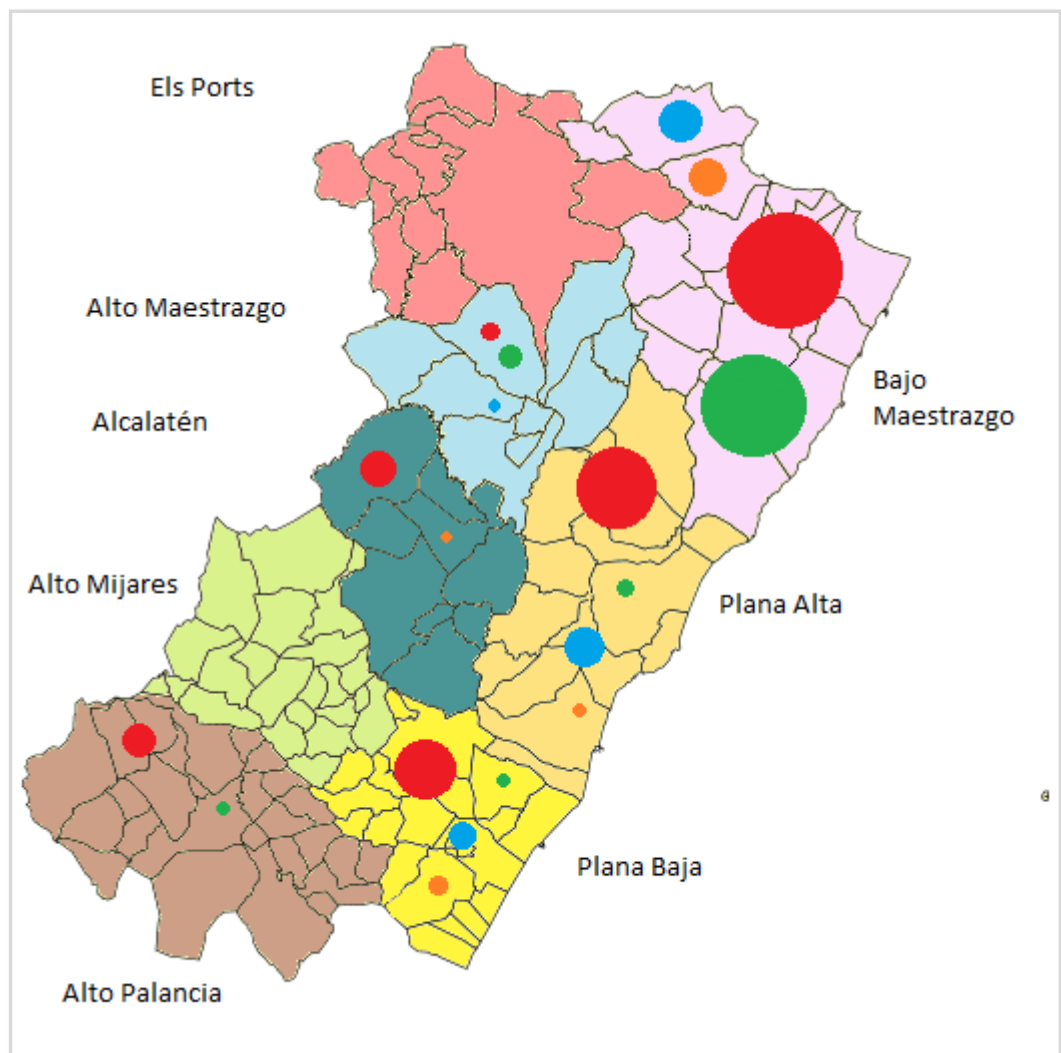 Els Ports
Alto Maestrazgo
Bajo
Maestrazgo
Alcalatén
Alto Mijares
Plana Alta
Plana Baja
Alto Palancia